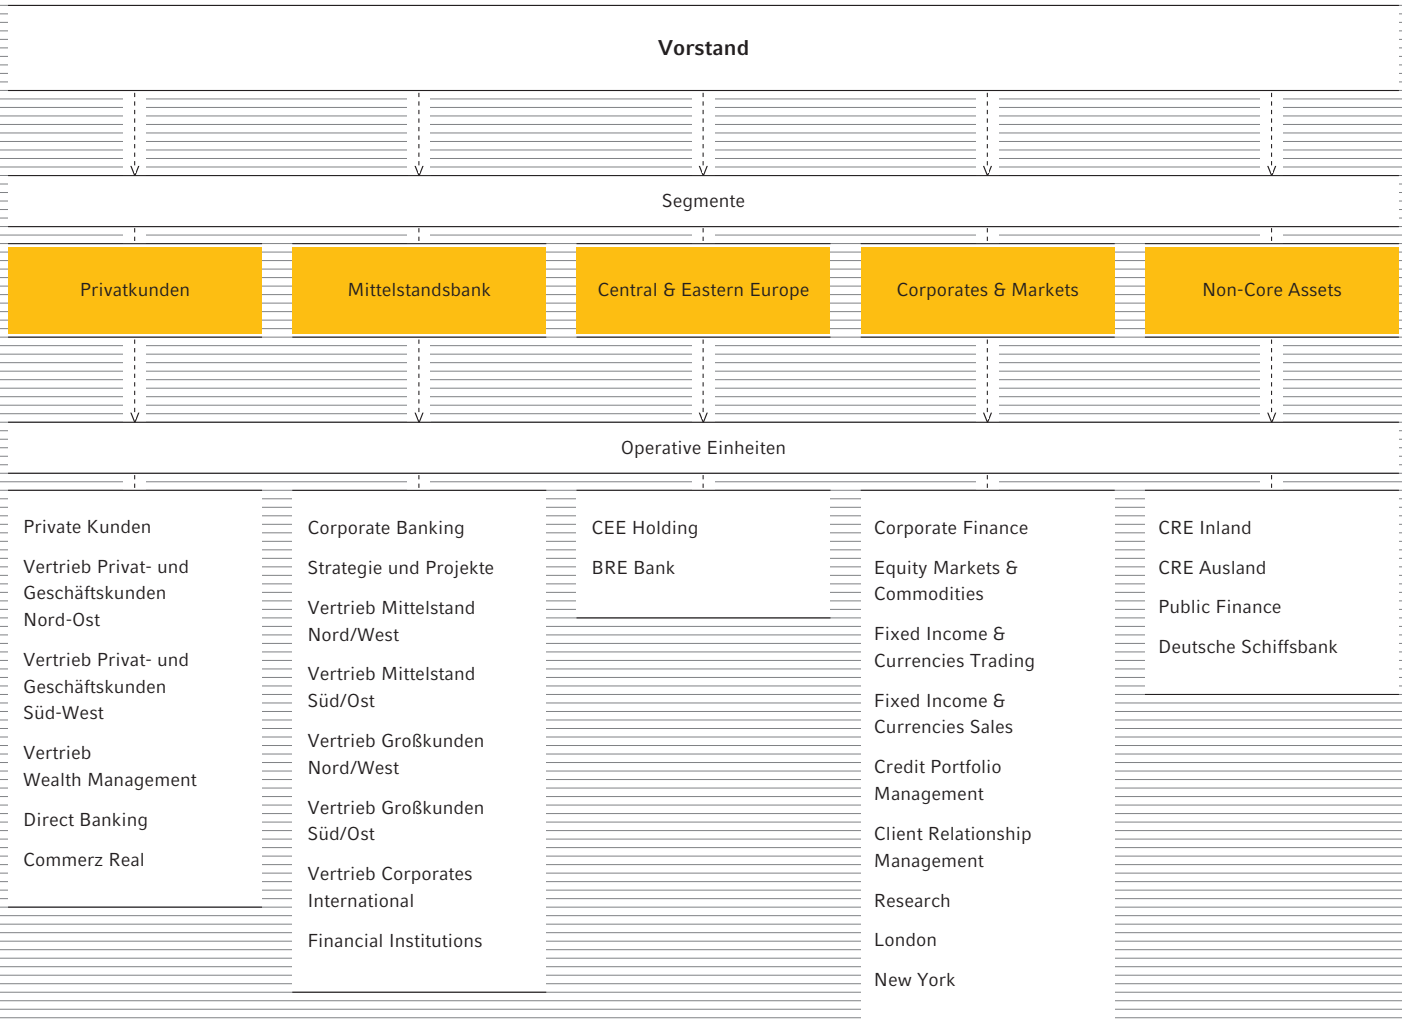 Vorstand
Segmente
Privatkunden
Mittelstandsbank
Central & Eastern Europe
Corporates & Markets
Non-Core Assets
Operative Einheiten
Private Kunden
Vertrieb Privat- und
Geschäftskunden
Nord-Ost
Vertrieb Privat- und
Geschäftskunden
Süd-West
Vertrieb
Wealth Management
Direct Banking
Commerz Real
Corporate Banking
Strategie und Projekte
Vertrieb Mittelstand
Nord/West
Vertrieb Mittelstand
Süd/Ost
Vertrieb Großkunden
Nord/West
Vertrieb Großkunden
Süd/Ost
Vertrieb Corporates
International
Financial Institutions
CEE Holding
BRE Bank
Corporate Finance
Equity Markets &
Commodities
Fixed Income &
Currencies Trading
Fixed Income &
Currencies Sales
Credit Portfolio
Management
Client Relationship
Management
Research
London
New York
CRE Inland
CRE Ausland
Public Finance
Deutsche Schiffsbank